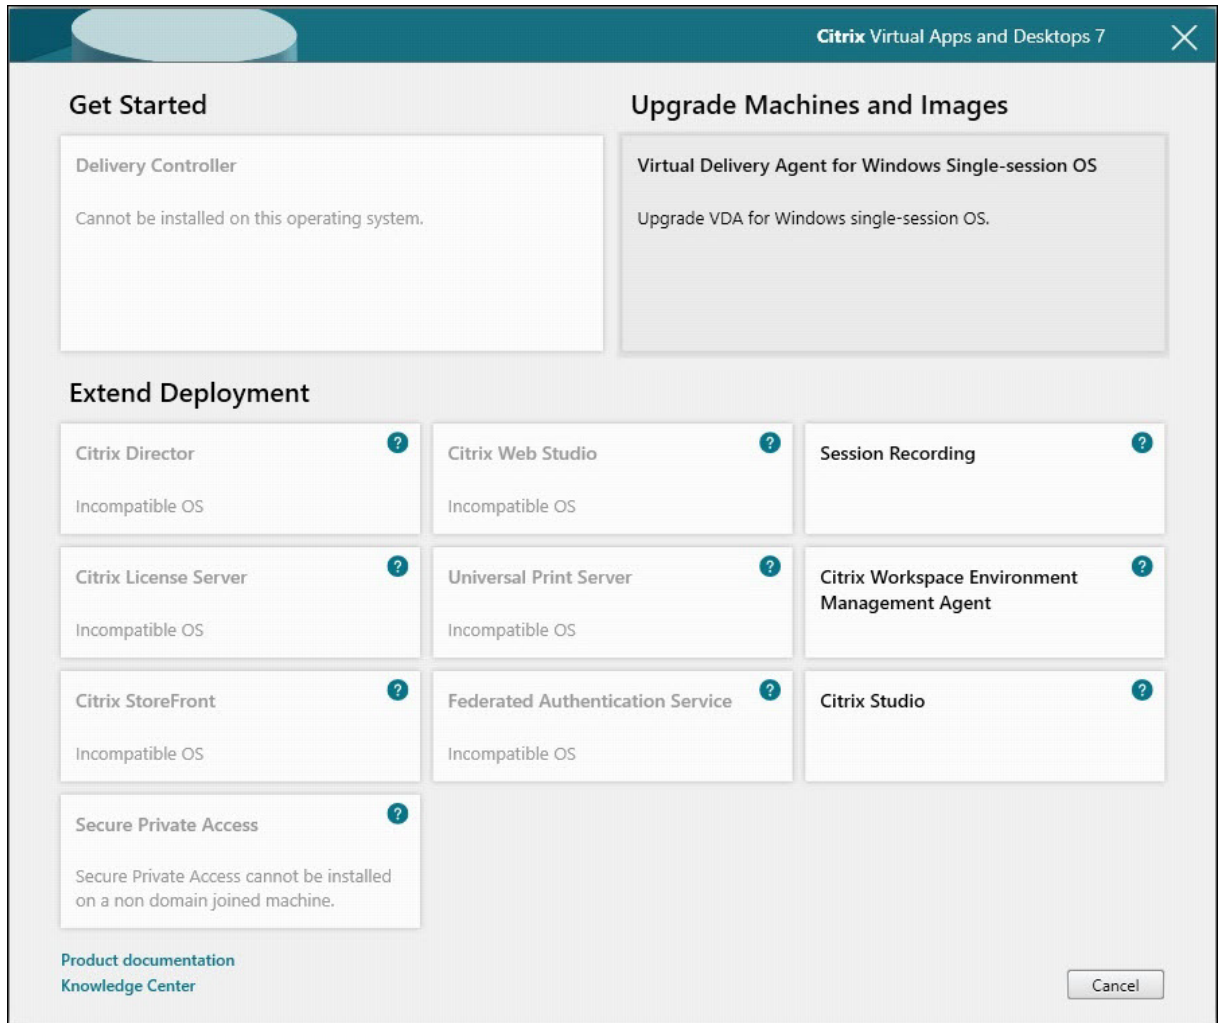 Citrix Virtual Apps and Desktops 7
Get Started
Upgrade Machines and Images
Delivery Controller
Cannot be installed on this operating system.
Virtual Delivery Agent for Windows Single-session OS
Upgrade VDA for Windows single-session OS.
Extend Deployment
Citrix Director
?
Incompatible OS
Citrix Web Studio
?
Incompatible OS
Session Recording
?
Citrix License Server
?
Incompatible OS
Universal Print Server
?
Incompatible OS
Citrix Workspace Environment
Management Agent
?
Citrix StoreFront
?
Incompatible OS
Federated Authentication Service
?
Incompatible OS
Citrix Studio
?
Secure Private Access
?
Secure Private Access cannot be installed
on a non domain joined machine.
Product documentation
Knowledge Center
Cancel